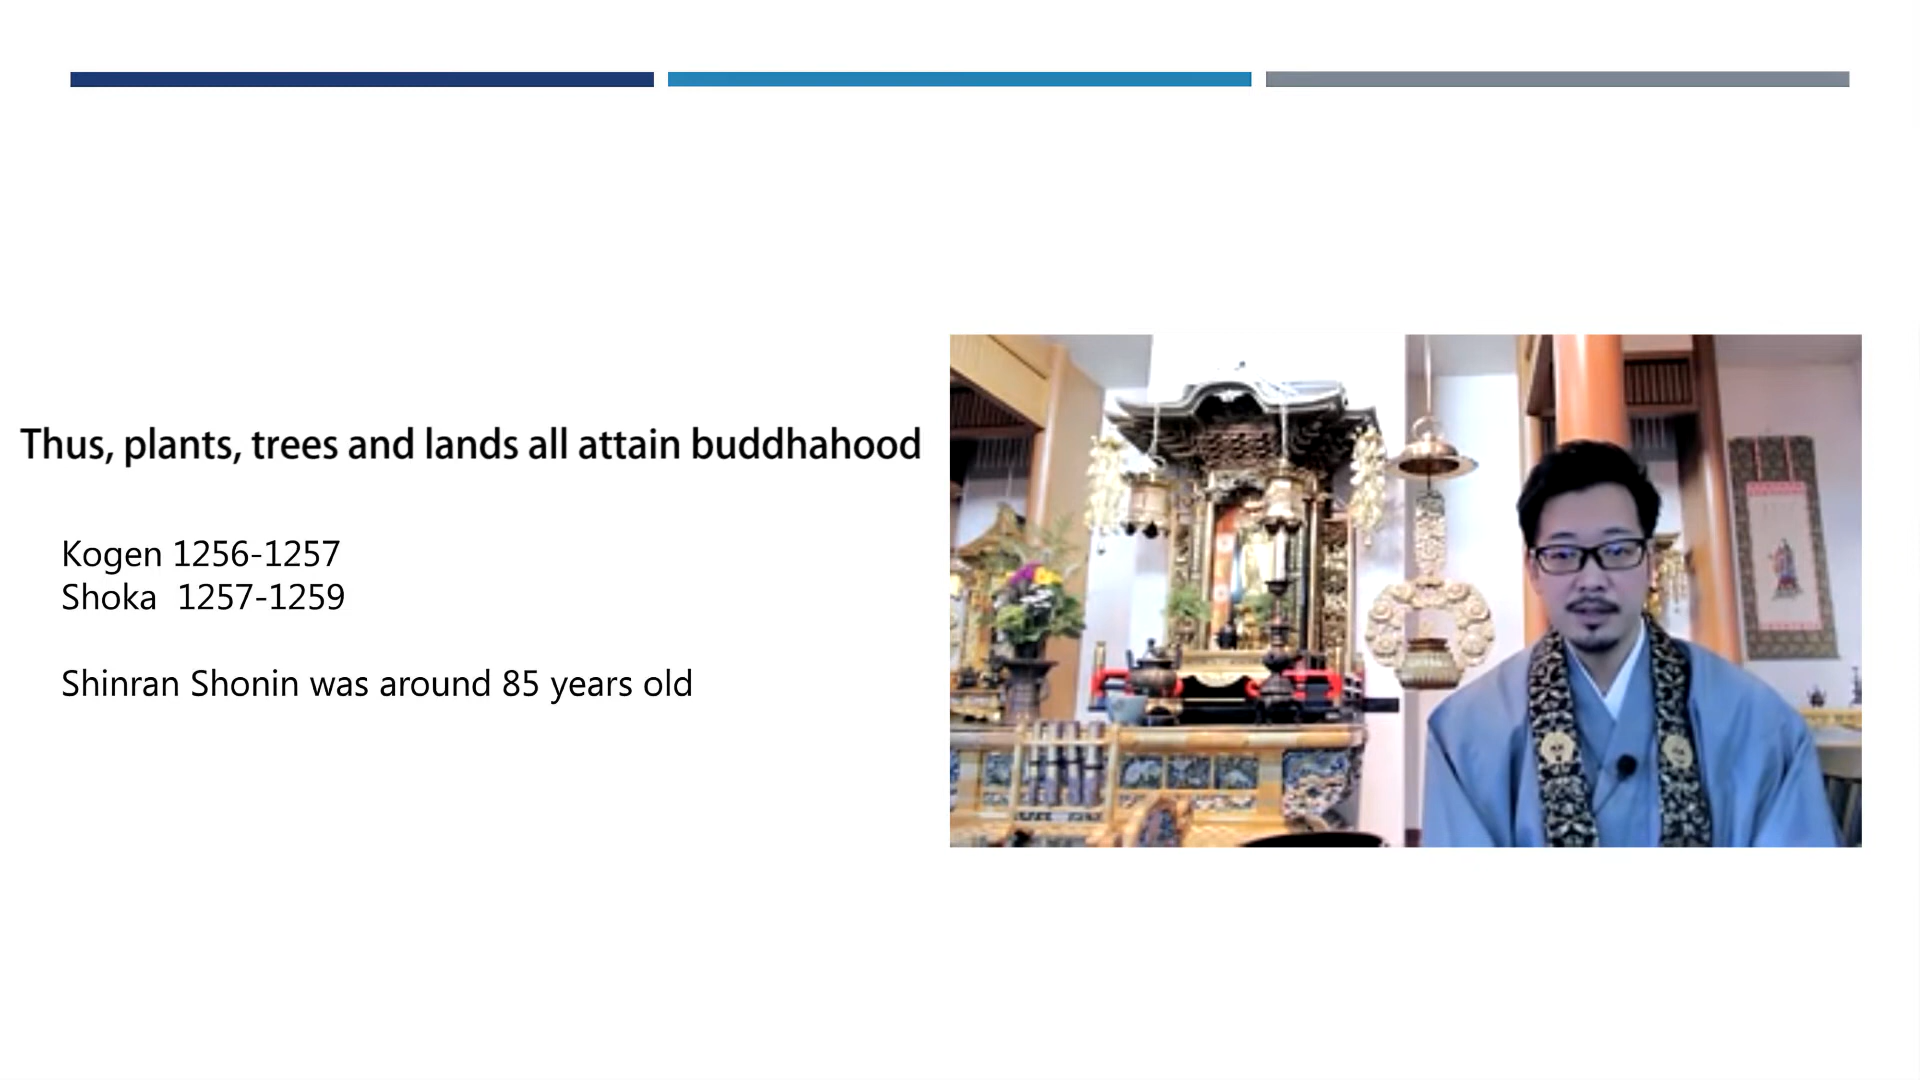 Thus, plants, trees and lands all attain buddhahood
Kogen 1256-1257
Shoka 1257-1259
Shinran Shonin was around 85 years old